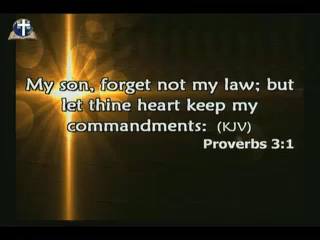 My son, forget not my law; but
let thine heart keep my
commandments: (KJV)
Proverbs 3:1